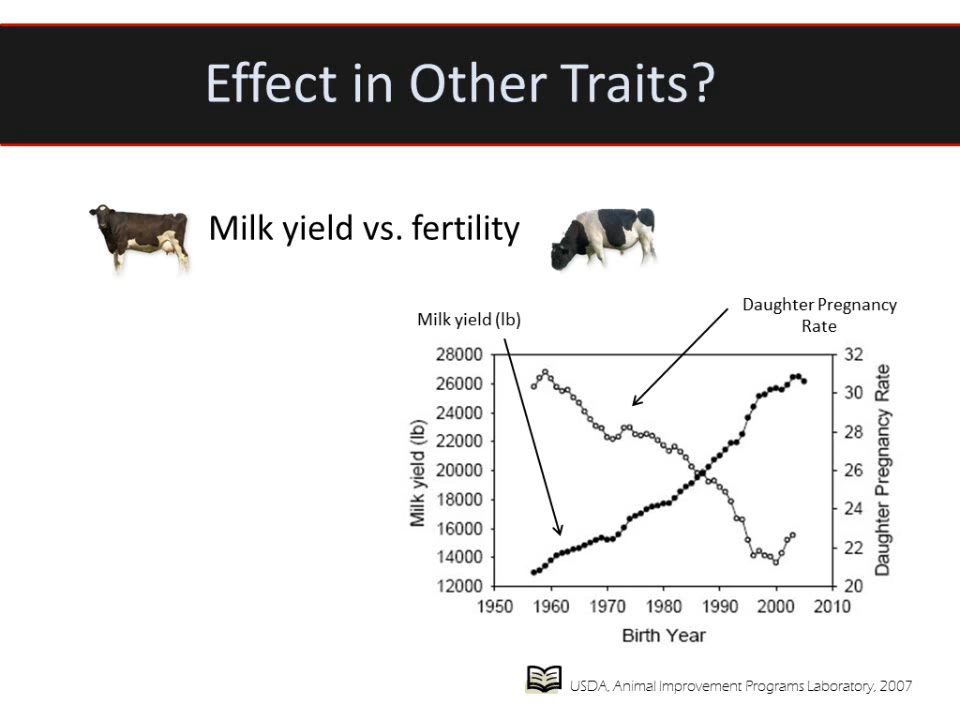 Effect in Other Traits?
Milk yield vs. fertility
Milk yield (lb)
Daughter Pregnancy
Rate
28000
26000
24000
22000
20000
18000
16000
14000
12000
Milk yield (lb)
32
30
28
26
24
22
20
Daughter Pregnancy Rate
1950 1960 1970 1980 1990 2000 2010
Birth Year
USDA, Animal Improvement Programs Laboratory, 2007